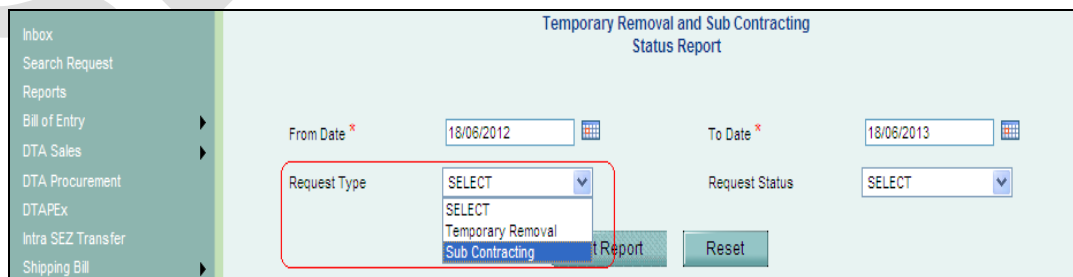 Temporary Removal and Sub Contracting
Status Report
Inbox
Search Request
Reports
Bill of Entry
DTA Sales
DTA Procurement
DTAPEx
Intra SEZ Transfer
Shipping Bill
From Date * 18/06/2012 To Date * 18/06/2013
Request Type SELECT Request Status SELECT
SELECT
Temporary Removal
Sub Contracting
Report Reset